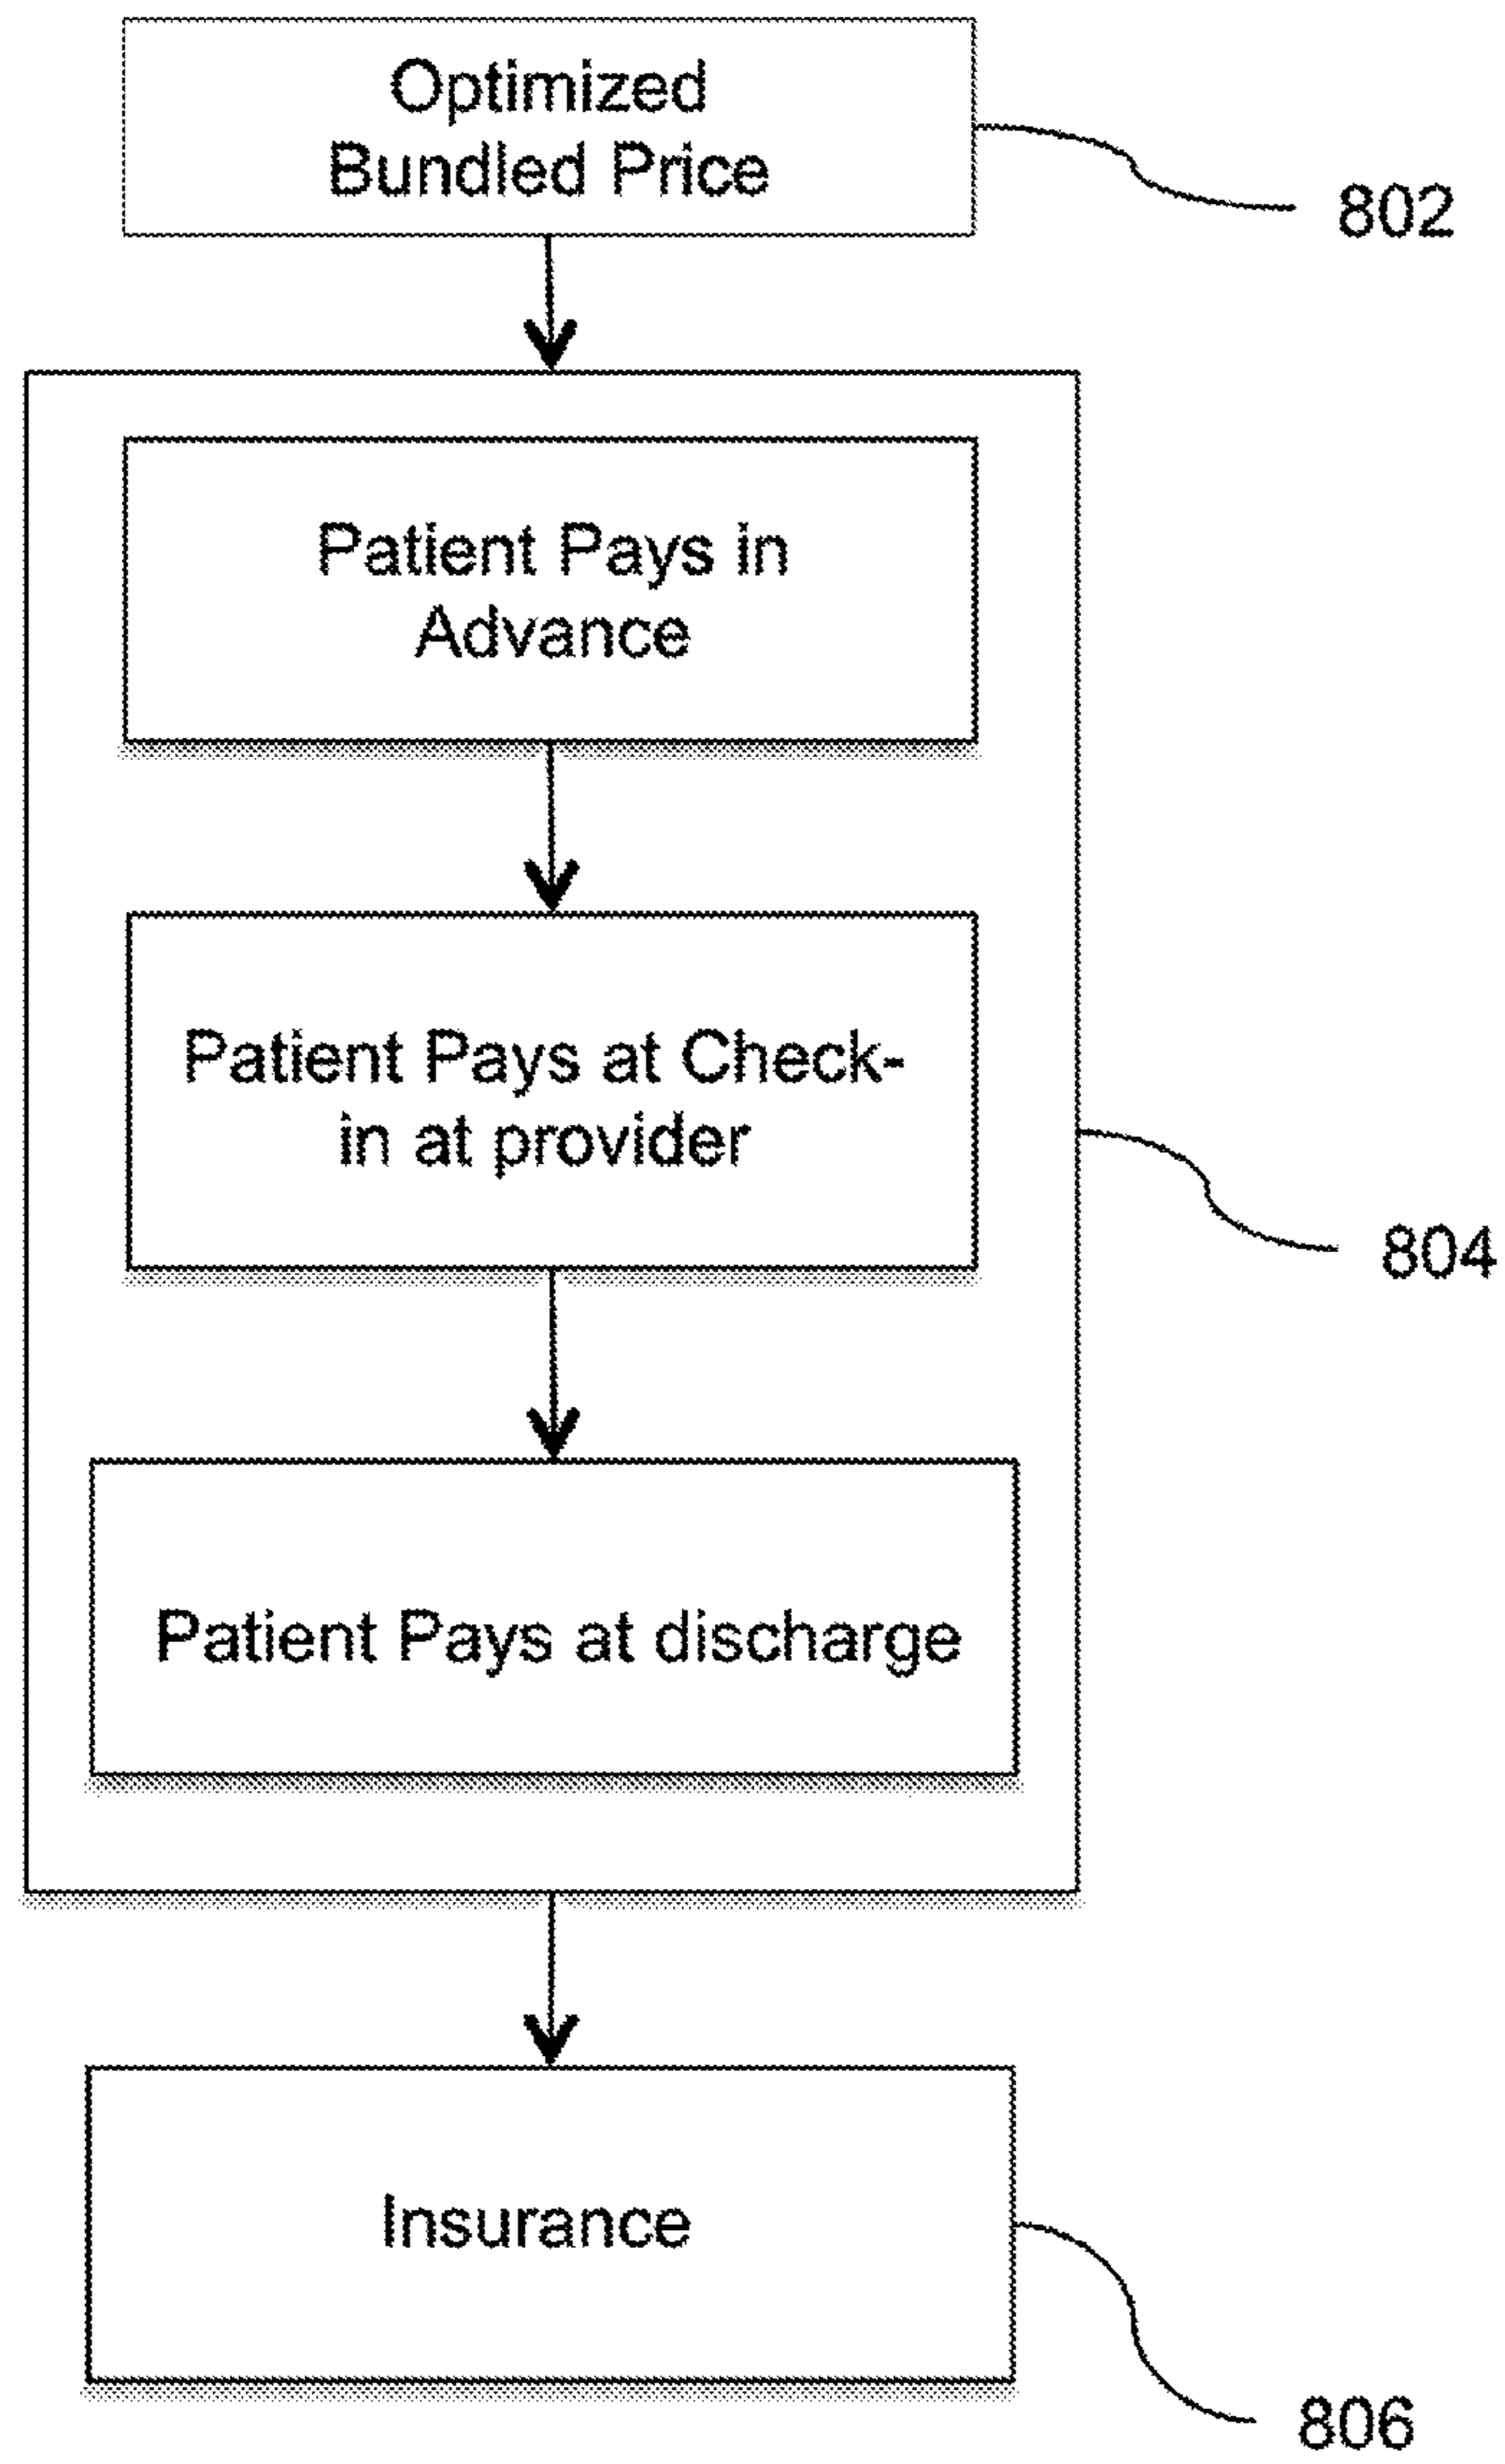 Optimized
Bundled Price
802
Patient Pays in
Advance
Patient Pays at Check-
in at provider
804
Patient Pays at discharge
Insurance
806